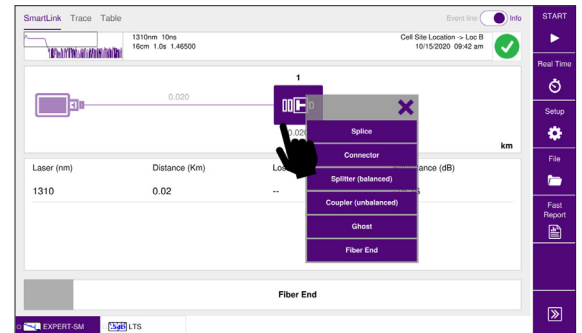 SmartLink Trace Table Event line Info START
1310nm 10ns
16cm 1.0s 1.46500
Cell Site Location -> Loc B
10/15/2020 09:42 am
Real Time
Setup
File
Fast
Report
1
0.020
km
Splice
Connector
Splitter (balanced)
Coupler (unbalanced)
Ghost
Fiber End
Laser (nm) Distance (Km) (dB)
1310 0.02 --
Fiber End
EXPERT-SM LTS